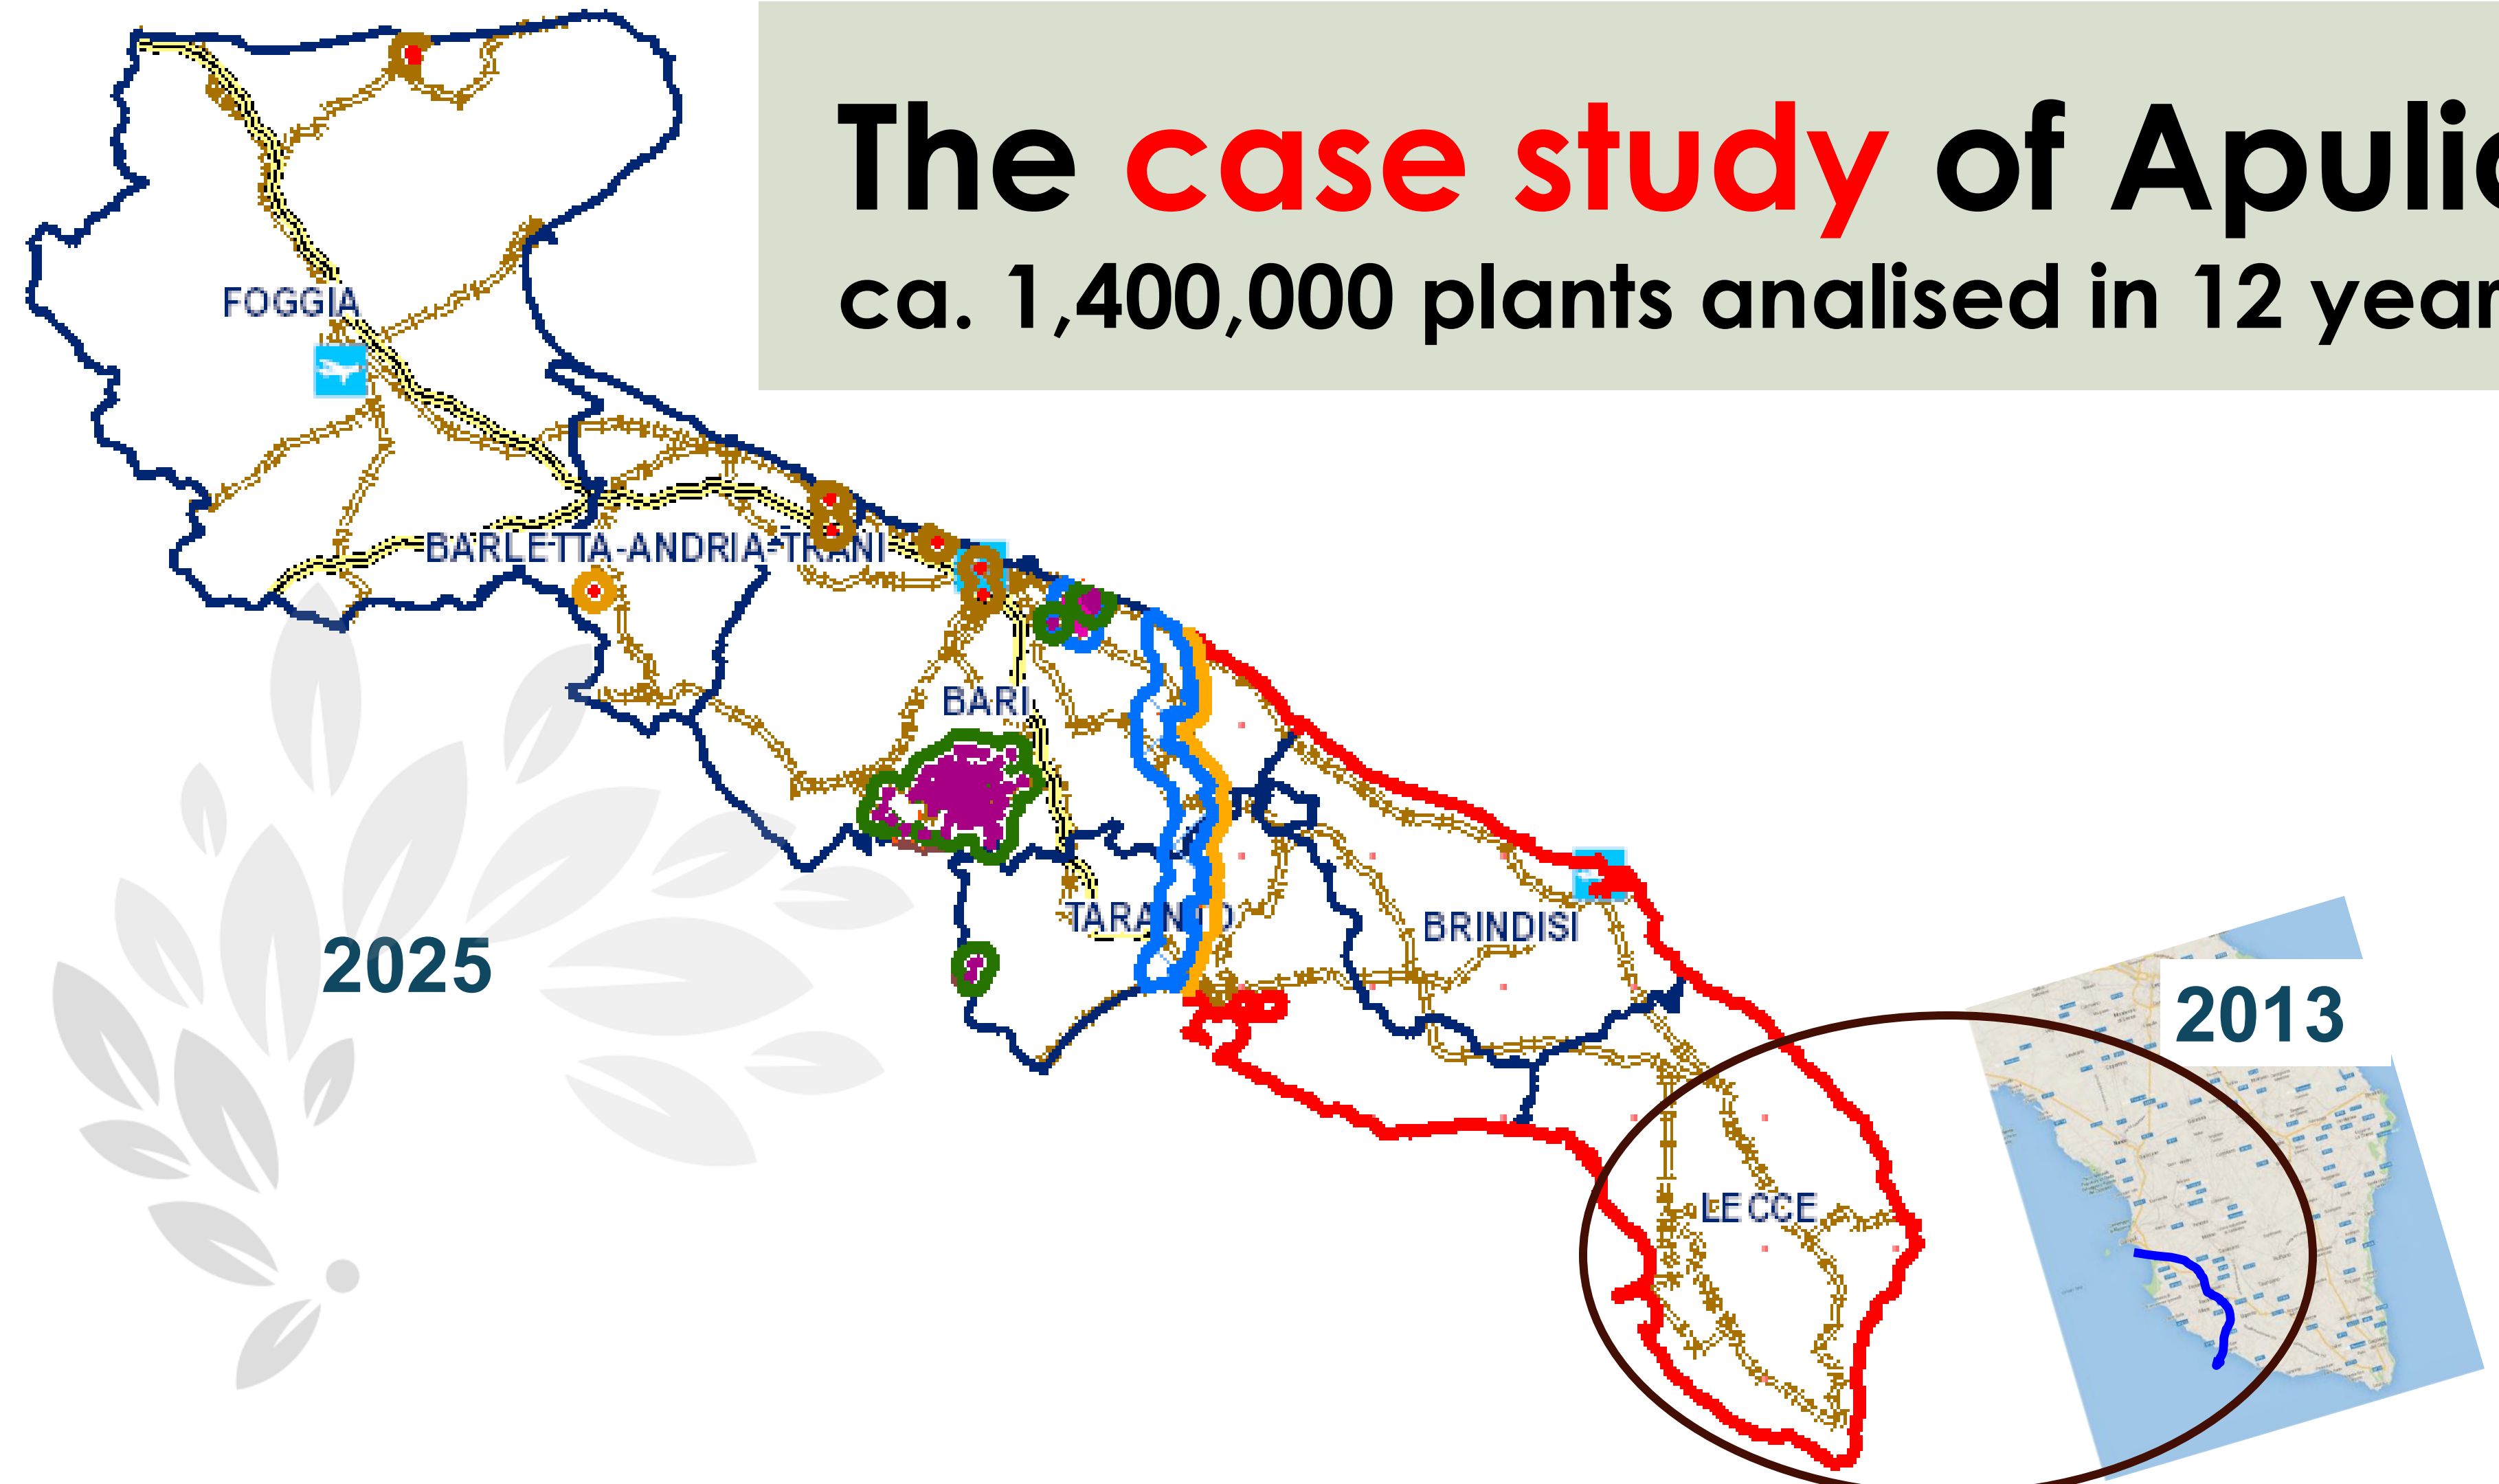 The case study of Apulia
ca. 1,400,000 plants analised in 12 year
FOGGIA
BARLETTA-ANDRIA-TRANI
BARI
TARANTO
BRINDISI
2025
2013
LECCE